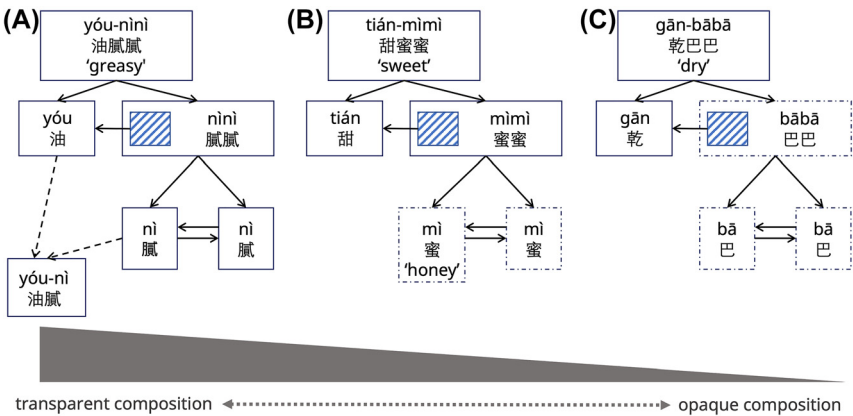 (A)
yóu-nìnì
油膩膩
'greasy'
yóu
油
nìnì
膩膩
nì
膩
nì
膩
yóu-nì
油膩
(B)
tián-mìmì
甜蜜蜜
‘sweet’
tián
甜
mìmì
蜜蜜
mì
蜜
‘honey’
mì
蜜
(C)
gān-bābā
乾巴巴
‘dry’
gān
乾
bābā
巴巴
bā
巴
bā
巴
transparent composition
opaque composition